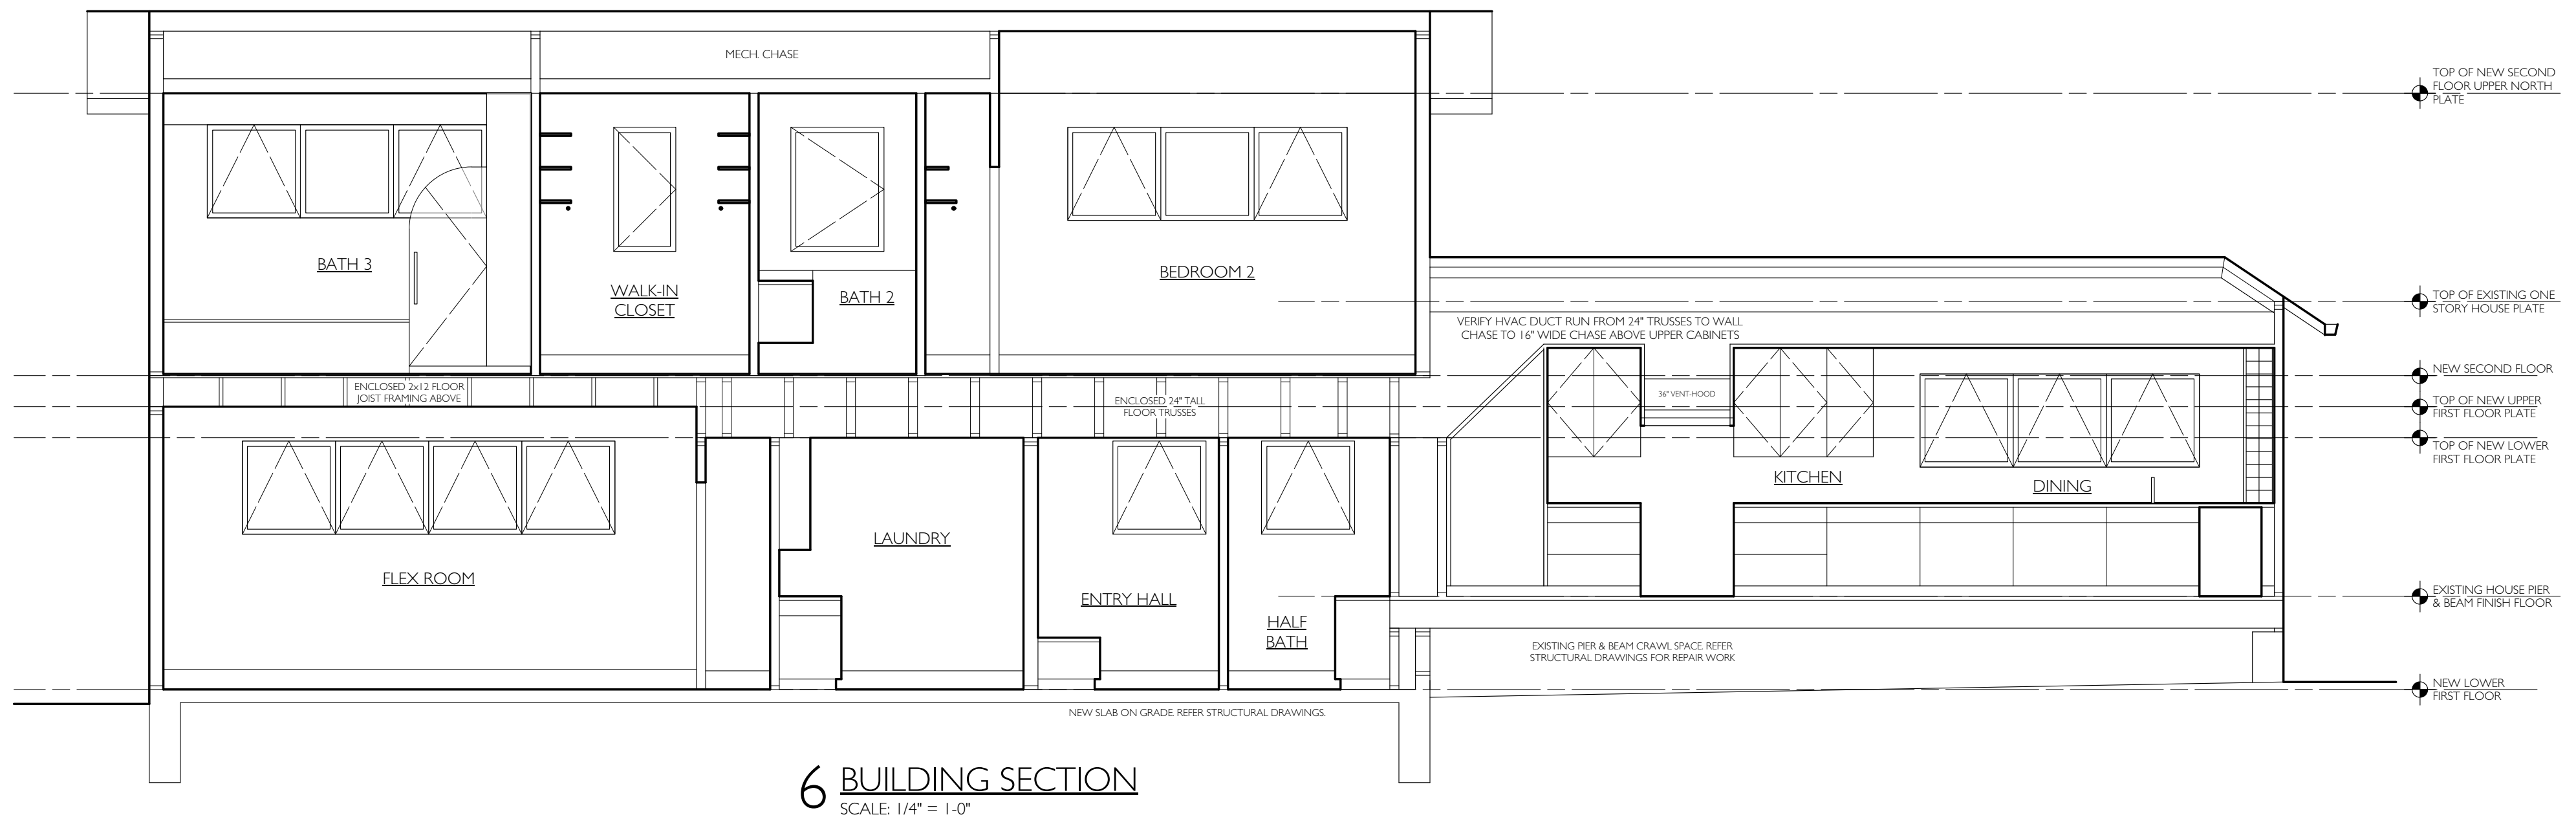 MECH. CHASE
TOP OF NEW SECOND
FLOOR UPPER NORTH
PLATE
BATH 3
WALK-IN
CLOSET
BATH 2
BEDROOM 2
TOP OF EXISTING ONE
STORY HOUSE PLATE
VERIFY HVAC DUCT RUN FROM 24" TRUSSES TO WALL
CHASE TO 16" WIDE CHASE ABOVE UPPER CABINETS
NEW SECOND FLOOR
ENCLOSED 2x12 FLOOR
JOIST FRAMING ABOVE
ENCLOSED 24" TALL
FLOOR TRUSSES
36" VENT-HOOD
TOP OF NEW UPPER
FIRST FLOOR PLATE
TOP OF NEW LOWER
FIRST FLOOR PLATE
KITCHEN
DINING
LAUNDRY
FLEX ROOM
ENTRY HALL
HALF
BATH
EXISTING HOUSE PIER
& BEAM FINISH FLOOR
EXISTING PIER & BEAM CRAWL SPACE. REFER
STRUCTURAL DRAWINGS FOR REPAIR WORK
NEW LOWER
FIRST FLOOR
NEW SLAB ON GRADE. REFER STRUCTURAL DRAWINGS.
6 BUILDING SECTION
SCALE: 1/4" = 1-0"